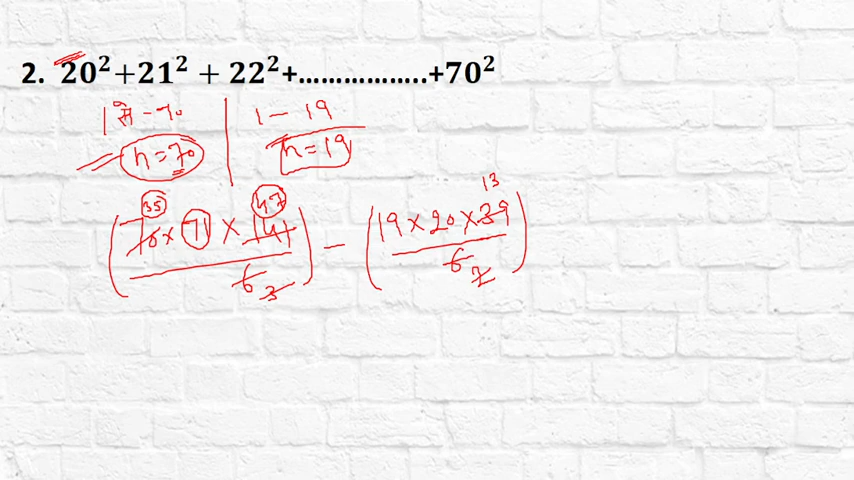 2. 20²+21² + 22²+................+70²
1 - 70 | 1 - 19
= n = 70 | n = 19
35 47 13
(70 × 71 × 141) - (19 × 20 × 39)
6 3 6 2